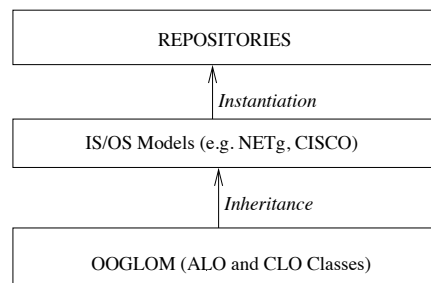 REPOSITORIES
Instantiation
IS/OS Models (e.g. NETg, CISCO)
Inheritance
OOGLOM (ALO and CLO Classes)